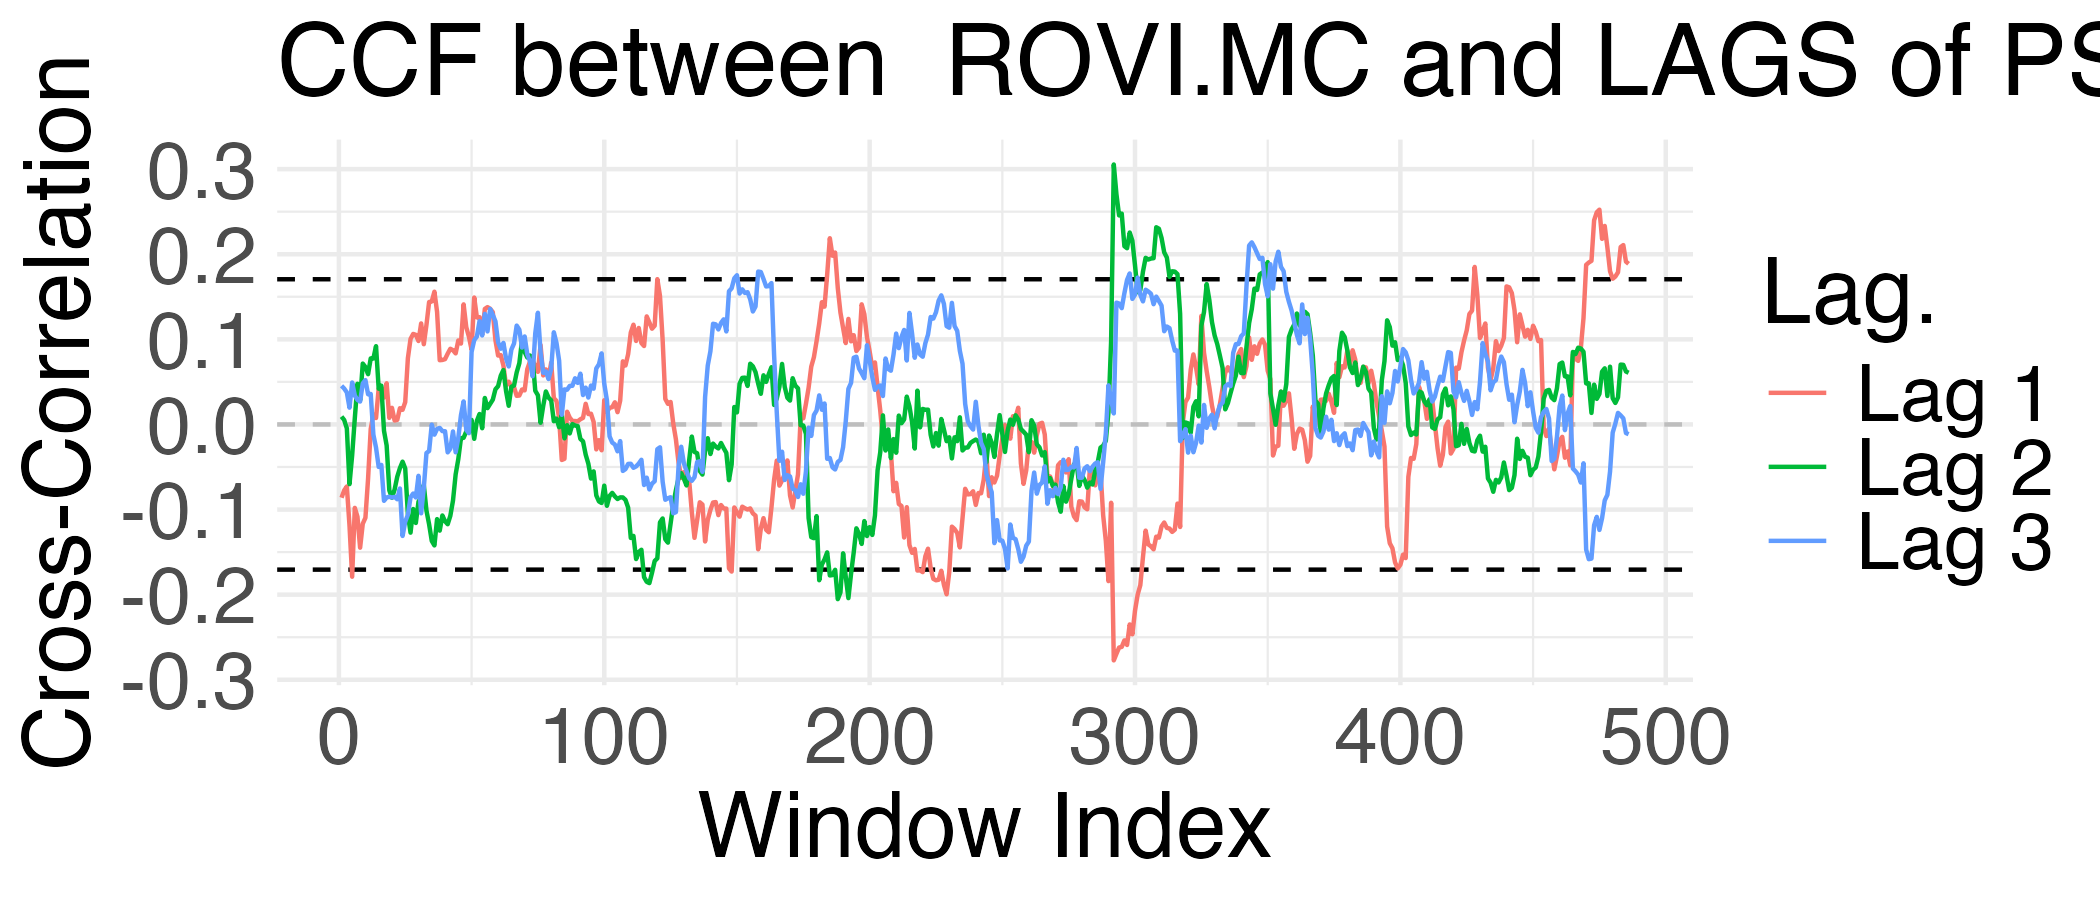 CCF between  ROVI.MC and LAGS of PS
Cross-Correlation
0.3
0.2
0.1
0.0
-0.1
-0.2
-0.3
0 100 200 300 400 500
Window Index
Lag.
Lag 1
Lag 2
Lag 3